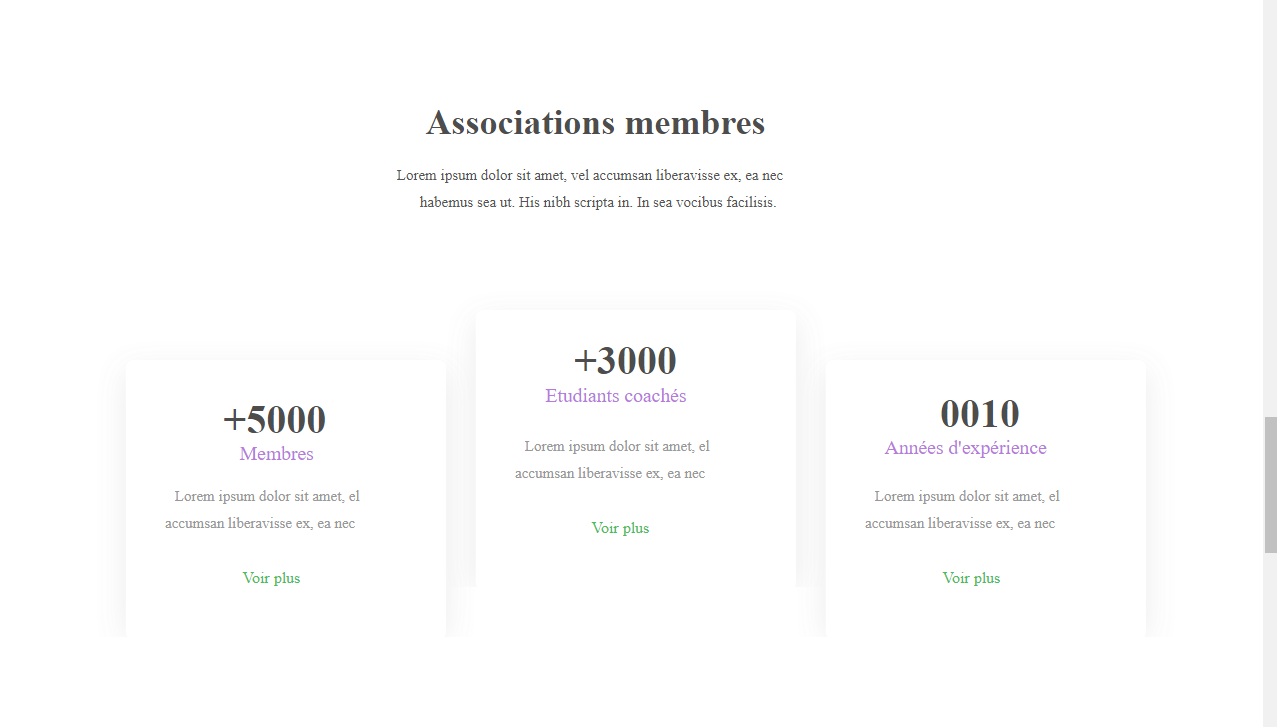 Associations membres
Lorem ipsum dolor sit amet, vel accumsan liberavisse ex, ea nec
habemus sea ut. His nibh scripta in. In sea vocibus facilisis.
+5000
Membres
Lorem ipsum dolor sit amet, el
accumsan liberavisse ex, ea nec
Voir plus
+3000
Etudiants coachés
Lorem ipsum dolor sit amet, el
accumsan liberavisse ex, ea nec
Voir plus
0010
Années d'expérience
Lorem ipsum dolor sit amet, el
accumsan liberavisse ex, ea nec
Voir plus